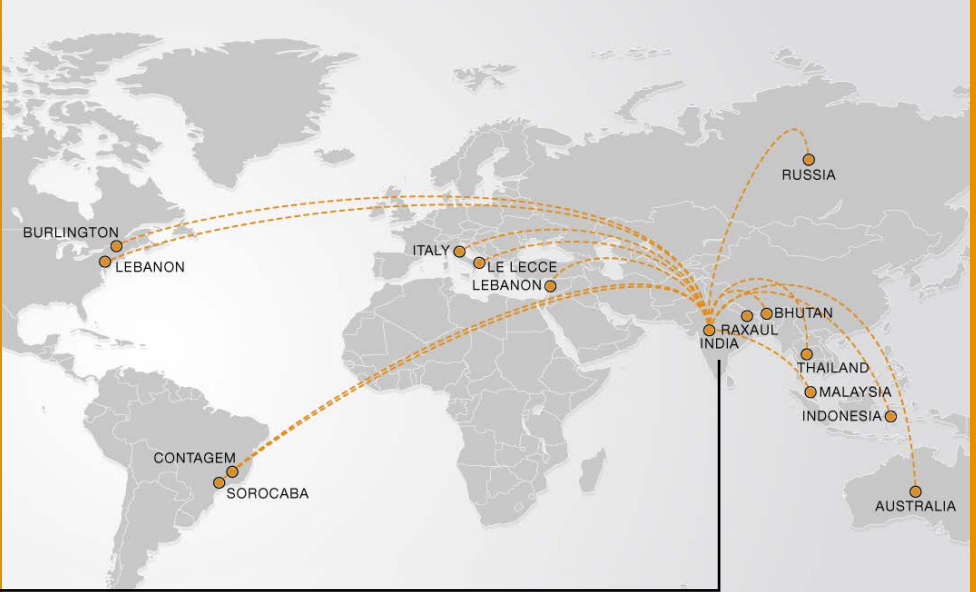 RUSSIA
BURLINGTON
LEBANON
ITALY
LE LECCE
LEBANON
BHUTAN
RAXAUL
INDIA
THAILAND
MALAYSIA
INDONESIA
CONTAGEM
SOROCABA
AUSTRALIA